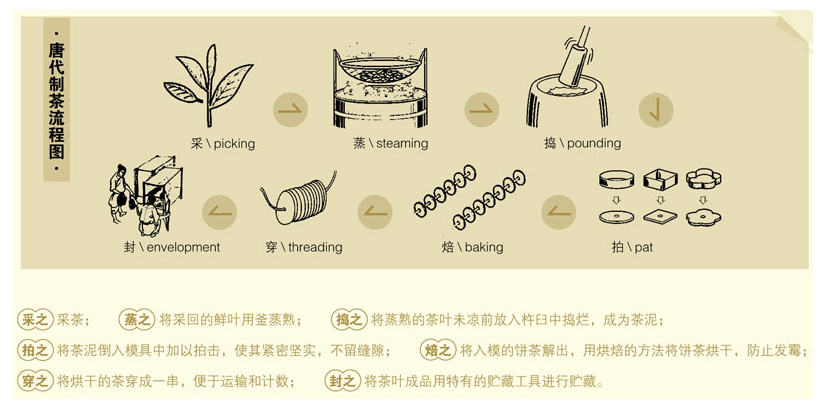 ·唐代制茶流程图·
采\picking
蒸\steaming
捣\pounding
封\envelopment
穿\threading
焙\baking
拍\pat
采之 采茶； 蒸之 将采回的鲜叶用釜蒸熟； 捣之 将蒸熟的茶叶未凉前放入杵臼中捣烂，成为茶泥；
拍之 将茶泥倒入模具中加以拍击，使其紧密坚实，不留缝隙； 焙之 将入模的饼茶解出，用烘焙的方法将饼茶烘干，防止发霉；
穿之 将烘干的茶穿成一串，便于运输和计数； 封之 将茶叶成品用特有的贮藏工具进行贮藏。